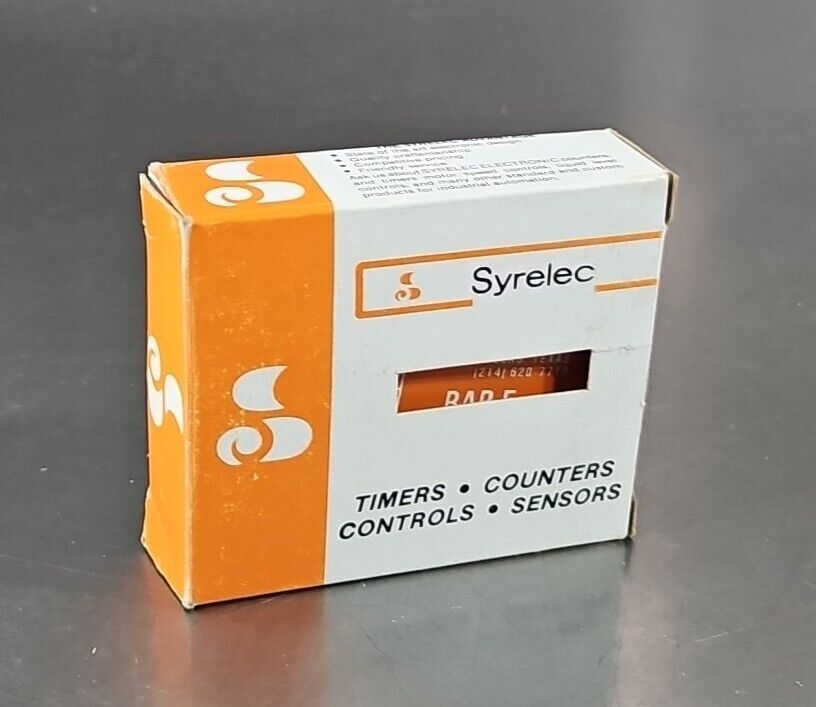 • State of the art electronic design
• Quality craftsmanship
• Competitive pricing
• Friendly service
Ask us about SYRELEC ELECTRONIC counters
and timers motor speed controls, liquid level
controls, and many other standard and custom
products for industrial automation.
Syrelec
TEXAS
(214) 620
TIMERS • COUNTERS
CONTROLS • SENSORS